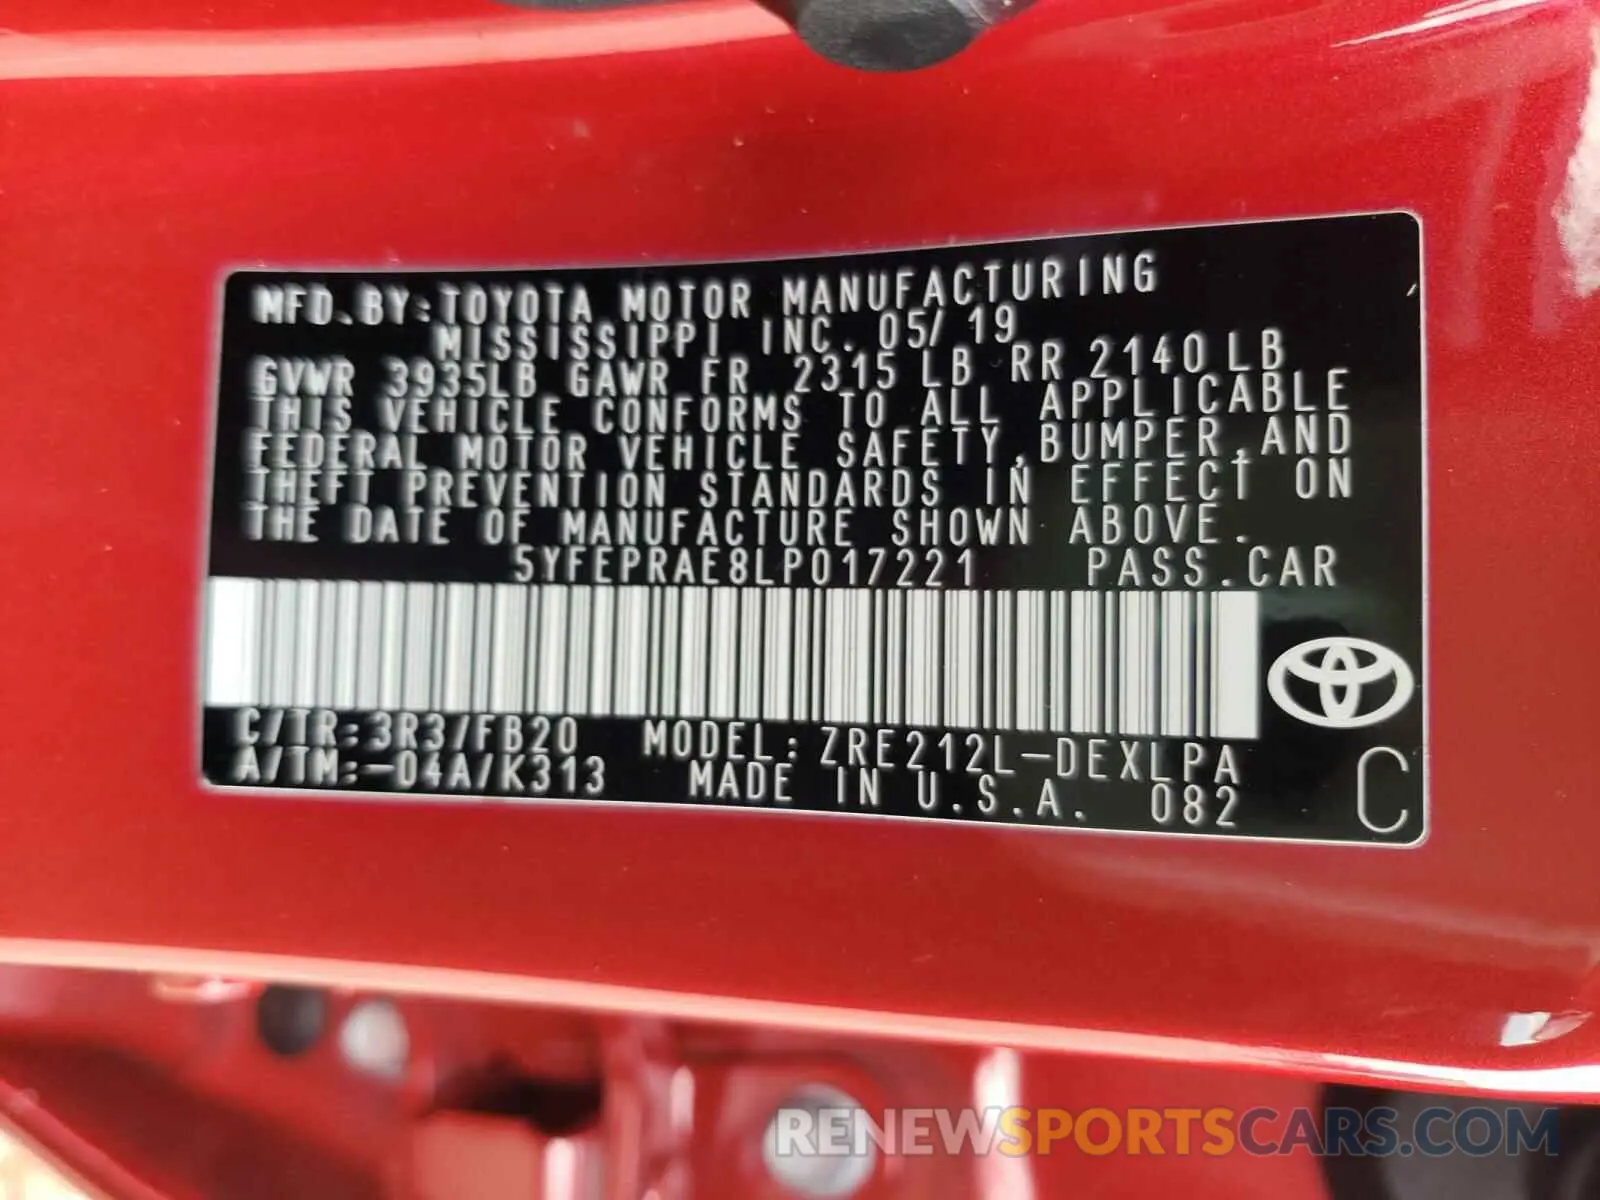 MFD. BY: TOYOTA MOTOR MANUFACTURING
MISSISSIPPI INC. 05/19
GVWR 3935LB GAWR FR 2315 LB RR 2140 LB
THIS VEHICLE CONFORMS TO ALL APPLICABLE
FEDERAL MOTOR VEHICLE SAFETY, BUMPER, AND
THEFT PREVENTION STANDARDS IN EFFECT ON
THE DATE OF MANUFACTURE SHOWN ABOVE.
5YFEPRAE8LP017221 PASS. CAR
C/TR: 3R3/FB20 MODEL: ZRE212L-DEXLPA
A/TM: -04A/K313 MADE IN U.S.A. 082
C
RENEWSPORTSCARS.COM